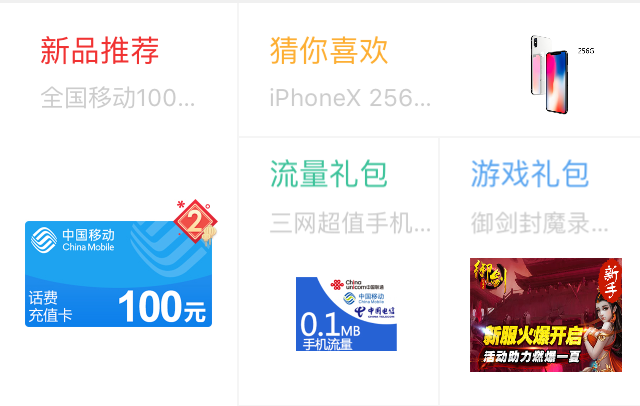 新品推荐
全国移动100...
中国移动
China Mobile
2
话费
充值卡
100元
猜你喜欢
iPhoneX 256...
256G
流量礼包
三网超值手机...
China
unicom中国联通
中国移动
China Mobile
中国电信
CHINA TELECOM
0.1MB
手机流量
游戏礼包
御剑封魔录...
御剑
新手
新服火爆开启
活动助力燃爆一夏